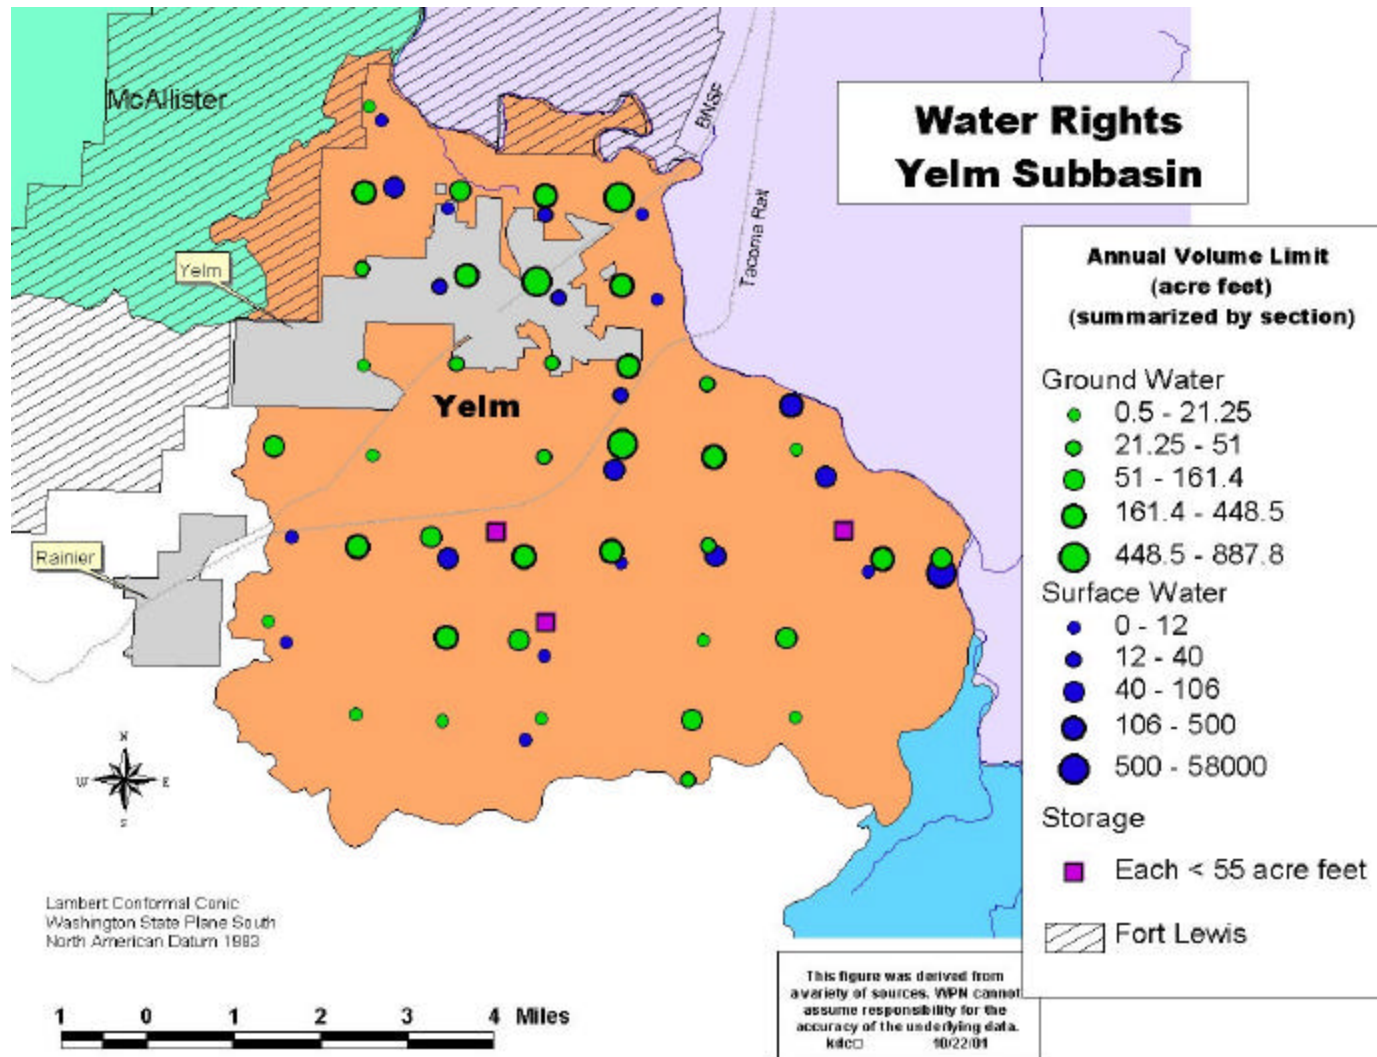 McAllister
BNSF
Water Rights
Yelm Subbasin
Tacoma Rail
Yelm
Yelm
Rainier
Annual Volume Limit
(acre feet)
(summarized by section)
Ground Water
0.5 - 21.25
21.25 - 51
51 - 161.4
161.4 - 448.5
448.5 - 887.8
Surface Water
0 - 12
12 - 40
40 - 106
106 - 500
500 - 58000
Storage
Each < 55 acre feet
Fort Lewis
N
W E
S
Lambert Conformal Conic
Washington State Plane South
North American Datum 1983
1 0 1 2 3 4 Miles
This figure was derived from
a variety of sources. WPN cannot
assume responsibility for the
accuracy of the underlying data.
10/22/01